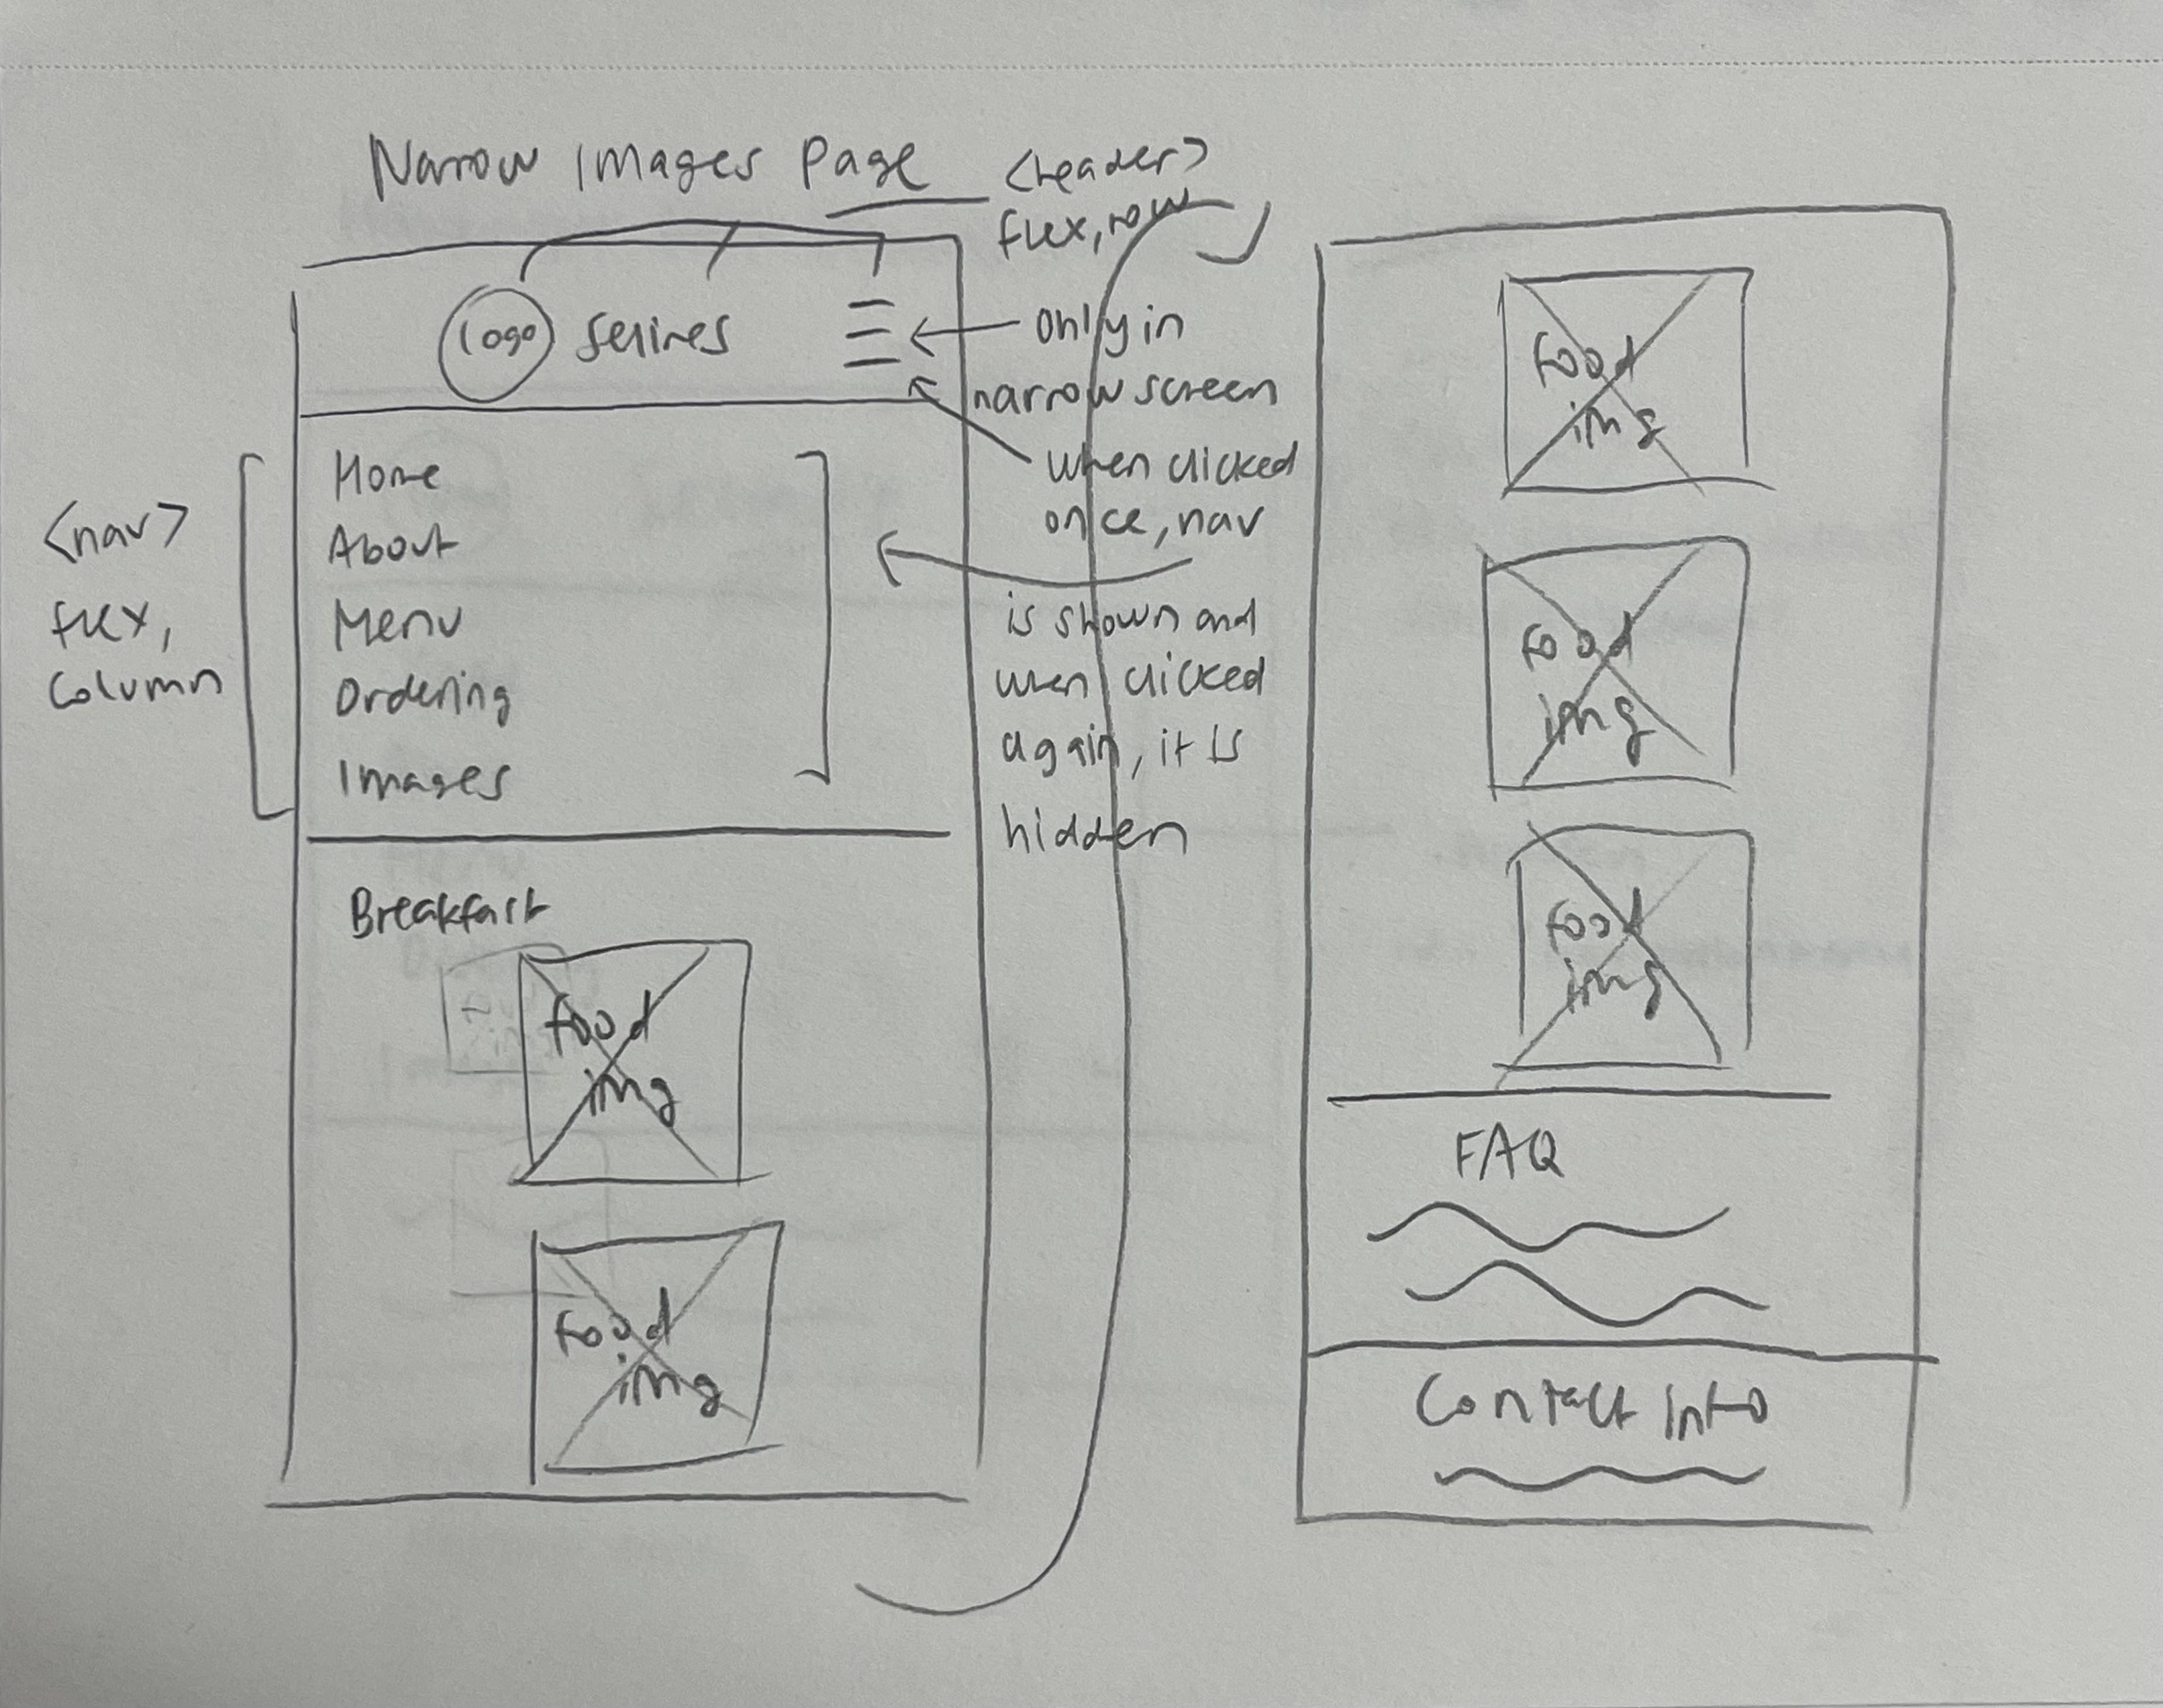 Narrow Images Page
<header>
flex, row
Logo
Selines
only in
narrow screen
when clicked
once, nav
is shown and
when clicked
again, it is
hidden
<nav>
flex,
column
Home
About
Menu
Ordering
Images
Breakfast
food
img
food
img
food
img
food
img
food
img
FAQ
Contact Info